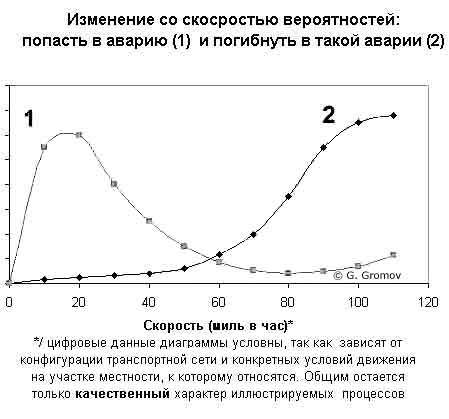 Изменение со скосростью вероятностей:
попасть в аварию (1) и погибнуть в такой аварии (2)
1
2
© G. Gromov
0 20 40 60 80 100 120
Скорость (миль в час)*
*/ цифровые данные диаграммы условны, так как зависят от
конфигурации транспортной сети и конкретных условий движения
на участке местности, к которому относятся. Общим остается
только качественный характер иллюстрируемых процессов